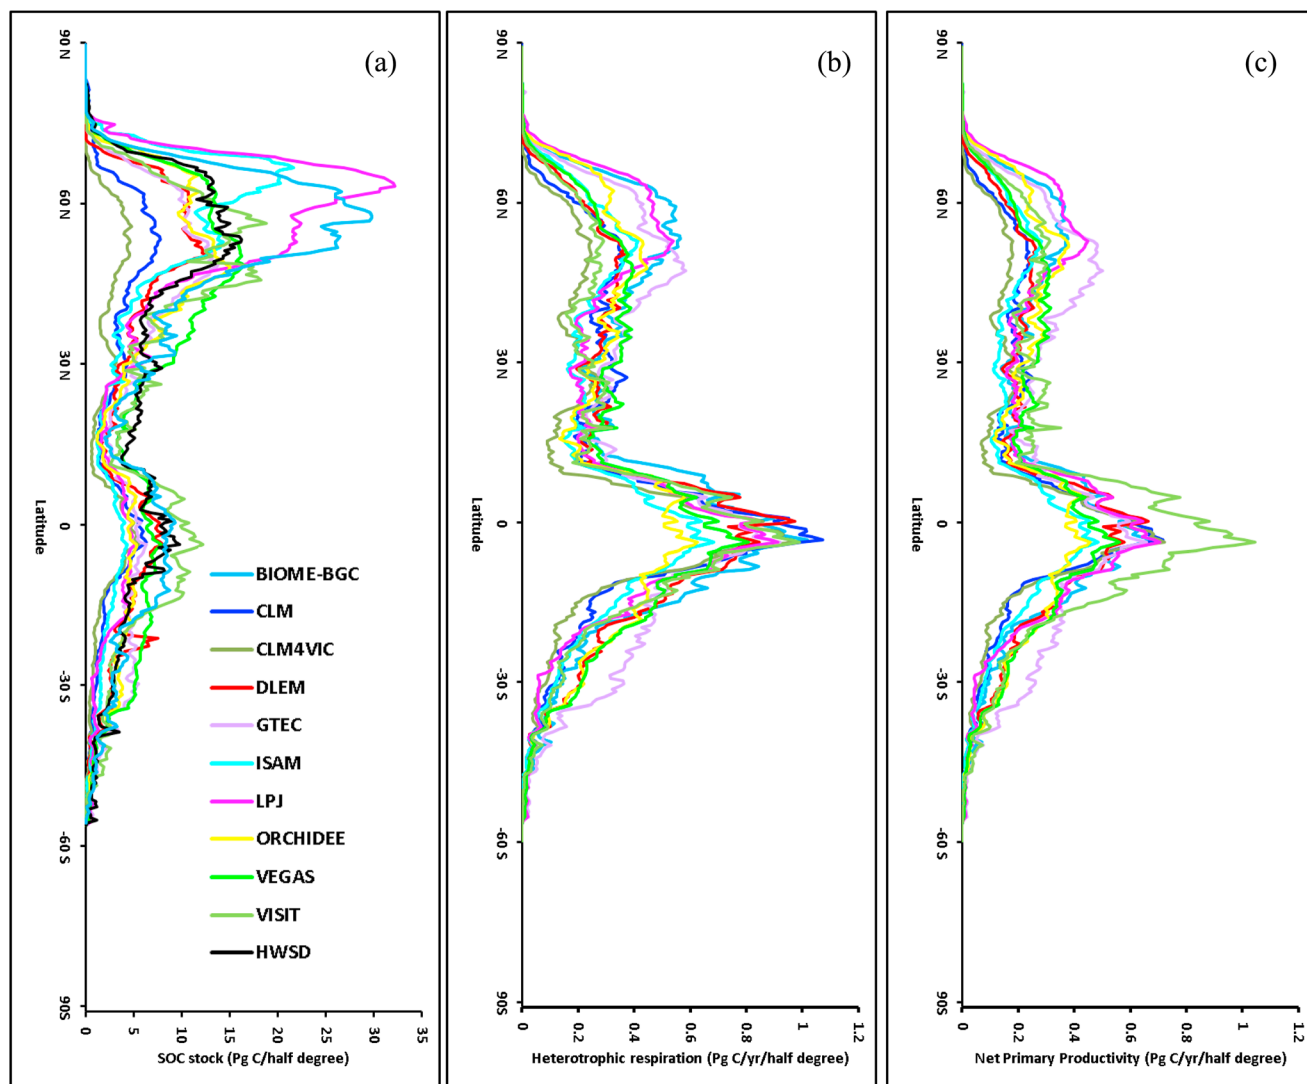 (a)
90 N
60 N
30 N
0
-30 S
-60S
90S
Latitude
BIOME-BGC
CLM
CLM4VIC
DLEM
GTEC
ISAM
LPJ
ORCHIDEE
VEGAS
VISIT
HWSD
0 5 10 15 20 25 30 35
SOC stock (Pg C/half degree)
(b)
90 N
60 N
30 N
0
-30 S
-60S
90S
Latitude
0 0.2 0.4 0.6 0.8 1 1.2
Heterotrophic respiration (Pg C/yr/half degree)
(c)
90 N
60 N
30 N
0
-30 S
-60S
90S
Latitude
0 0.2 0.4 0.6 0.8 1 1.2
Net Primary Productivity (Pg C/yr/half degree)